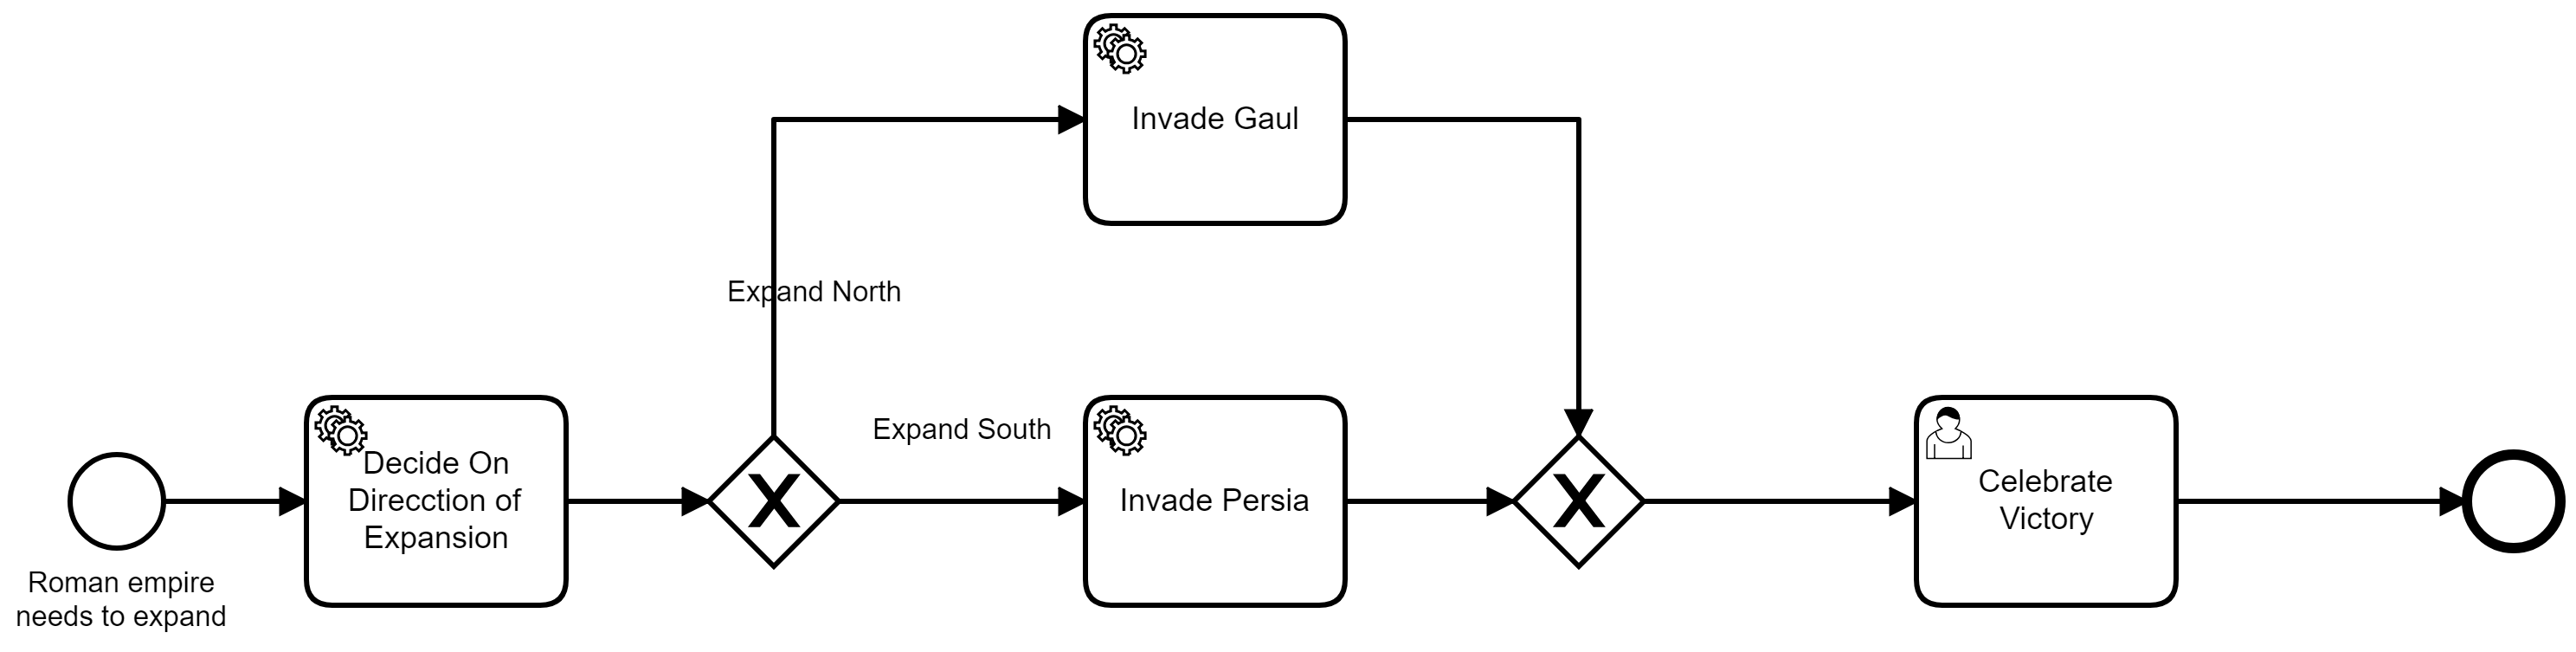 Invade Gaul
Expand North
Expand South
Decide On
Direcction of
Expansion
X
Invade Persia
X
Celebrate
Victory
Roman empire
needs to expand